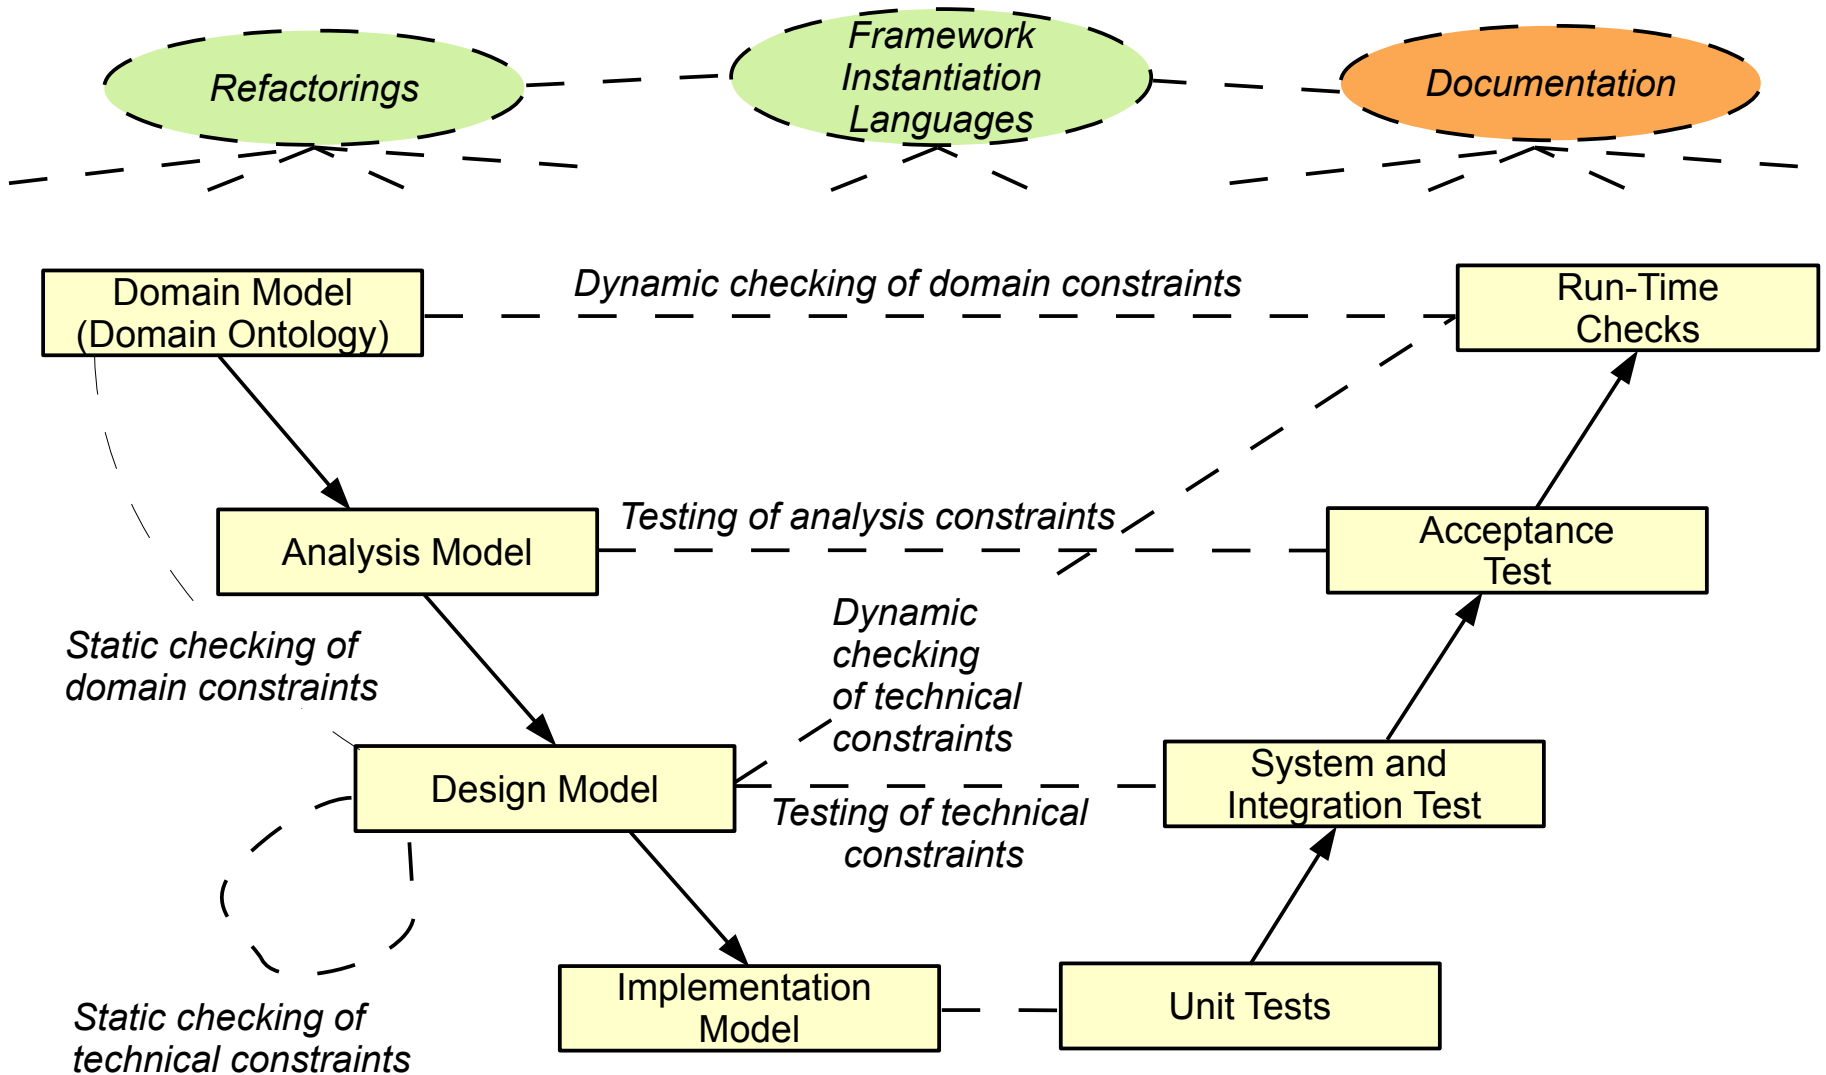 Refactorings
Framework
Instantiation
Languages
Documentation
Domain Model
(Domain Ontology)
Dynamic checking of domain constraints
Run-Time
Checks
Analysis Model
Testing of analysis constraints
Acceptance
Test
Static checking of
domain constraints
Dynamic
checking
of technical
constraints
Design Model
Testing of technical
constraints
System and
Integration Test
Static checking of
technical constraints
Implementation
Model
Unit Tests